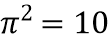 π² = 10